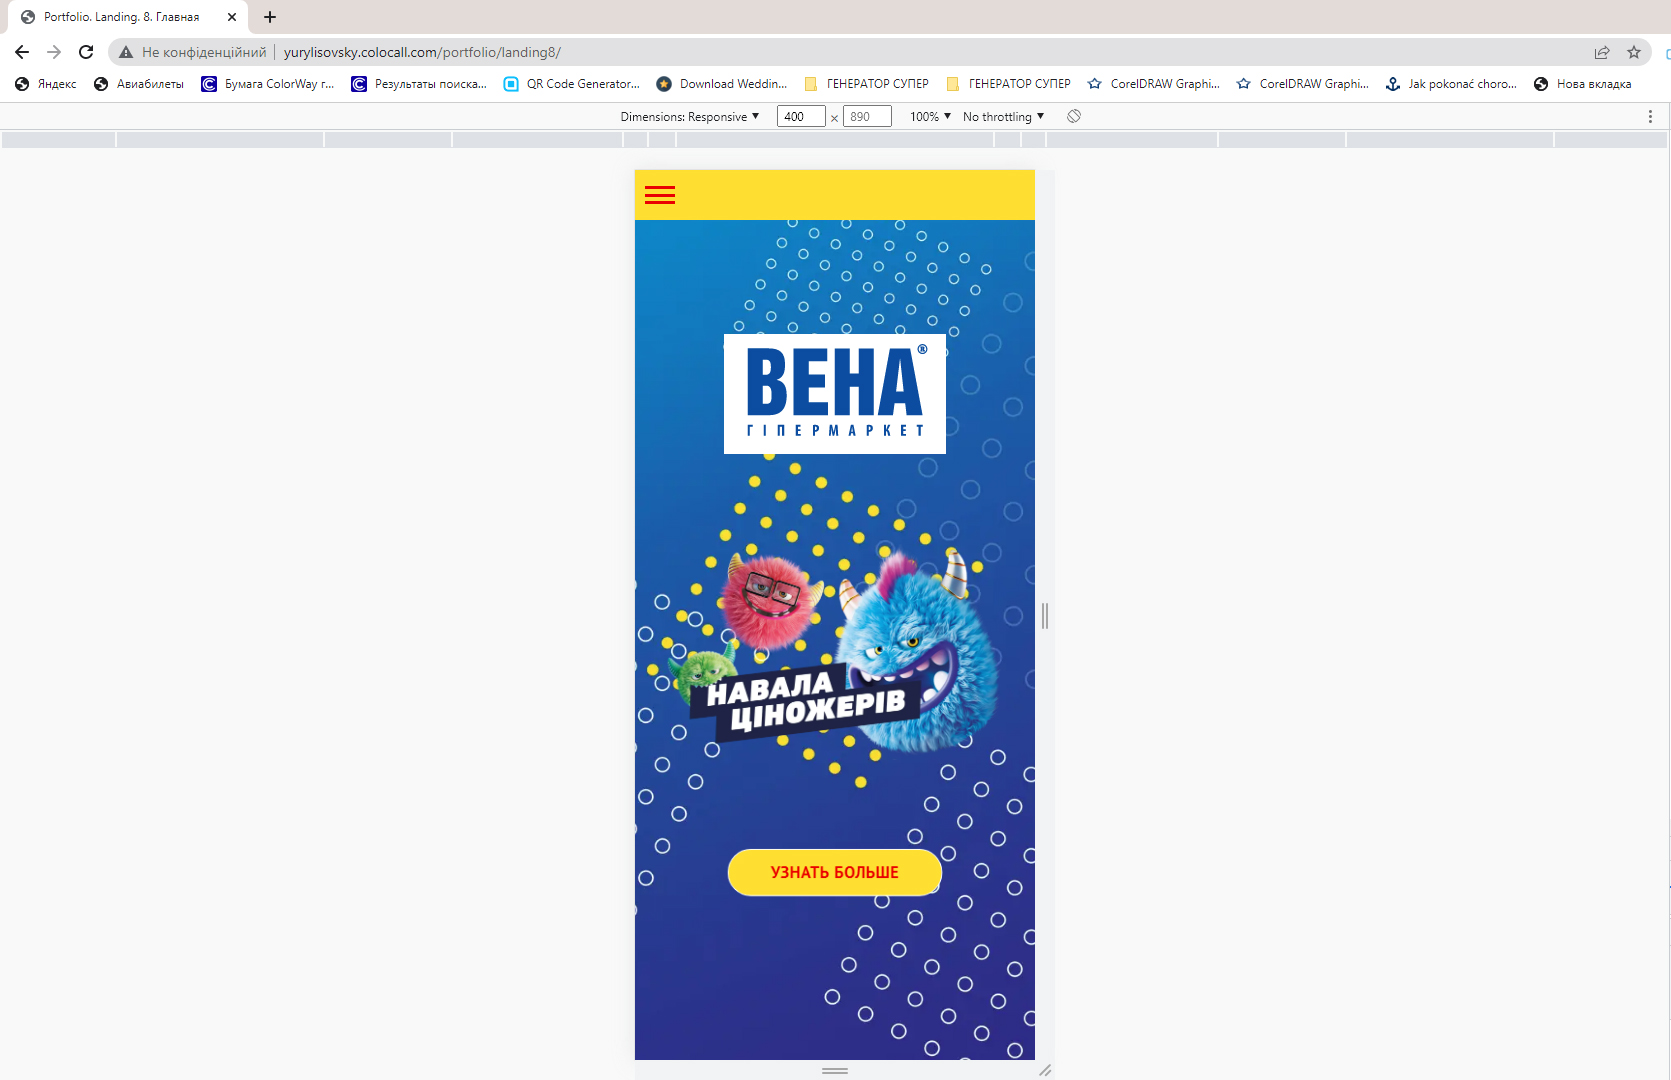 Portfolio. Landing. 8. Главная
Не конфіденційний
yurylisovsky.colocall.com/portfolio/landing8/
Яндекс
Авиабилеты
Бумага ColorWay г...
Результаты поиска...
QR Code Generator...
Download Weddin...
ГЕНЕРАТОР СУПЕР
ГЕНЕРАТОР СУПЕР
CorelDRAW Graphi...
CorelDRAW Graphi...
Jak pokonać choro...
Нова вкладка
Dimensions: Responsive ▼ 400 × 890 100% ▼ No throttling ▼
ВЕНА®
ГІПЕРМАРКЕТ
НАВАЛА
ЦІНОЖЕРІВ
УЗНАТЬ БОЛЬШЕ